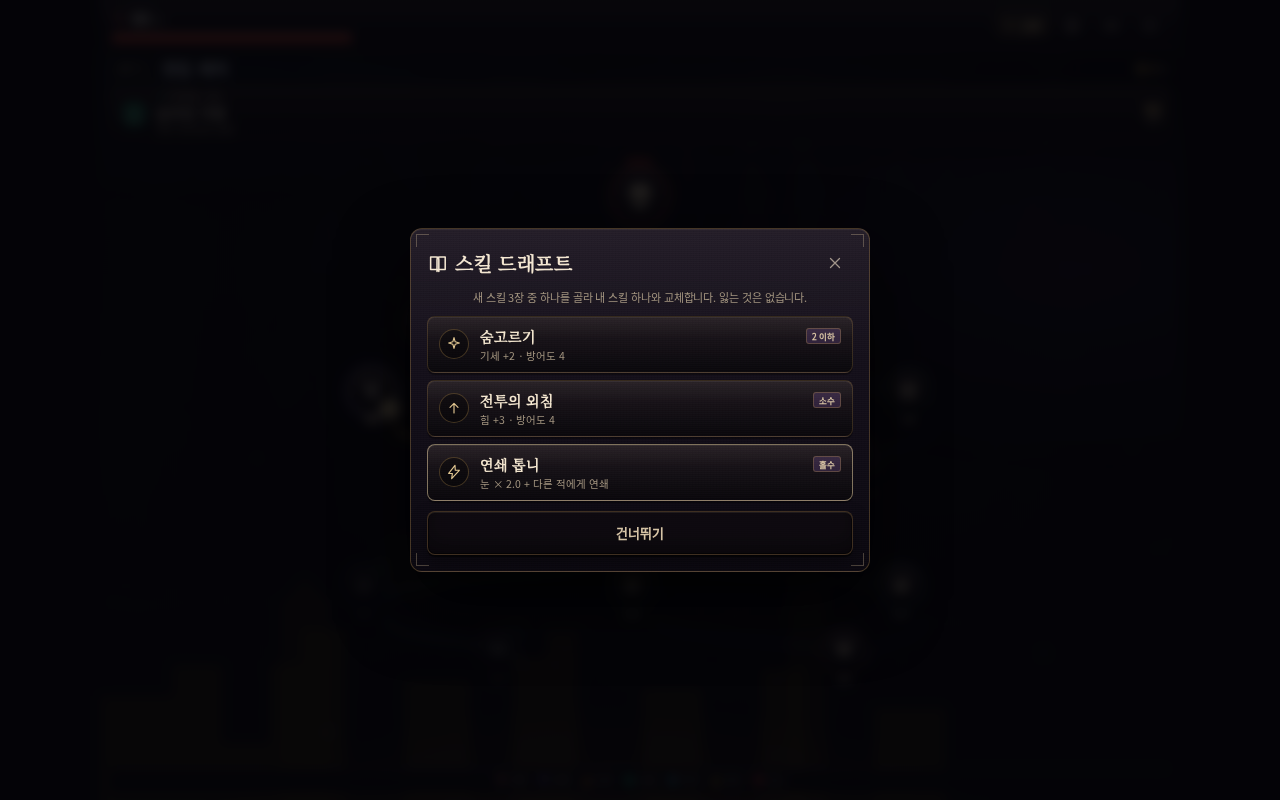 스킬 드래프트
새 스킬 3장 중 하나를 골라 내 스킬 하나와 교체합니다. 잃는 것은 없습니다.
숨고르기
2 이하
기세 +2 · 방어도 4
전투의 외침
소수
힘 +3 · 방어도 4
연쇄 톱니
홀수
눈 × 2.0 + 다른 적에게 연쇄
건너뛰기